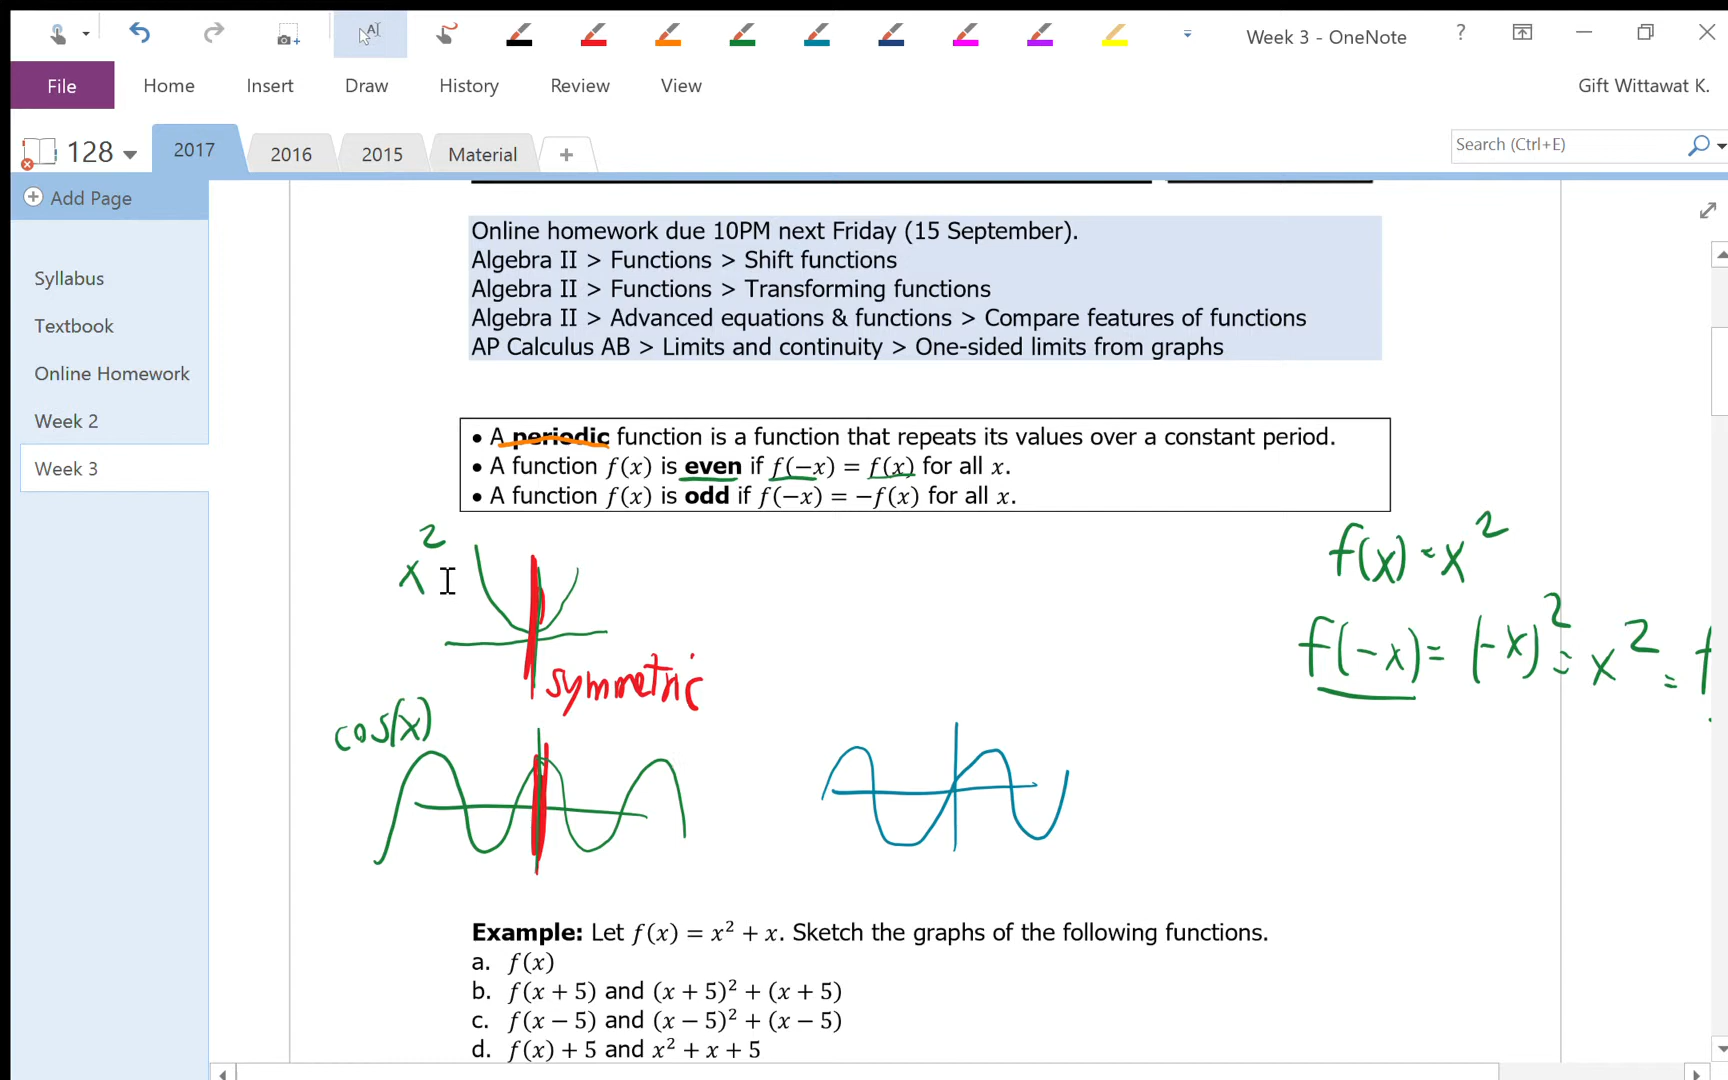 Week 3 - OneNote
?
File
Home
Insert
Draw
History
Review
View
Gift Wittawat K.
128
2017
2016
2015
Material
Search (Ctrl+E)
Add Page
Syllabus
Textbook
Online Homework
Week 2
Week 3
Online homework due 10PM next Friday (15 September).
Algebra II > Functions > Shift functions
Algebra II > Functions > Transforming functions
Algebra II > Advanced equations & functions > Compare features of functions
AP Calculus AB > Limits and continuity > One-sided limits from graphs
• A periodic function is a function that repeats its values over a constant period.
• A function f(x) is even if f(−x) = f(x) for all x.
• A function f(x) is odd if f(−x) = −f(x) for all x.
x²
f(x) = x²
f(-x) = (-x)² = x² = f
symmetric
cos(x)
Example: Let f(x) = x² + x. Sketch the graphs of the following functions.
a. f(x)
b. f(x + 5) and (x + 5)² + (x + 5)
c. f(x − 5) and (x − 5)² + (x − 5)
d. f(x) + 5 and x² + x + 5